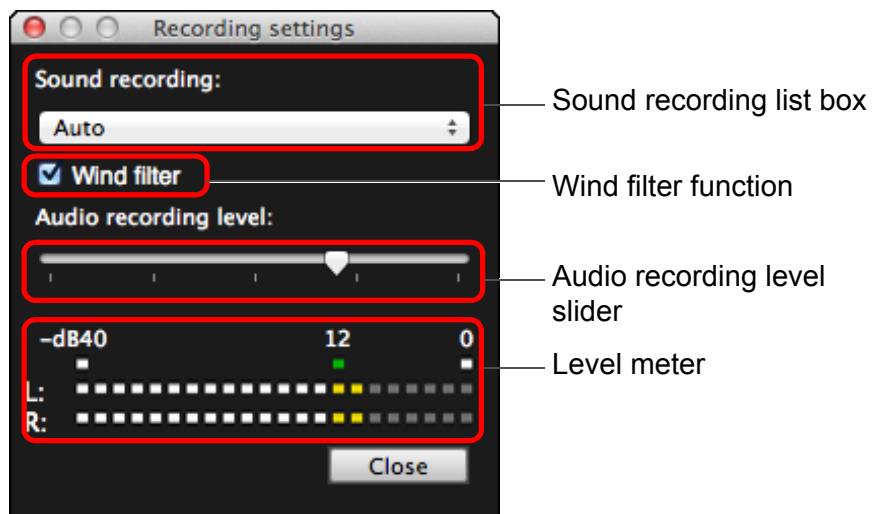 Recording settings
Sound recording:
Auto
Sound recording list box
Wind filter
Wind filter function
Audio recording level:
Audio recording level
slider
-dB40 12 0
Level meter
L:
R:
Close